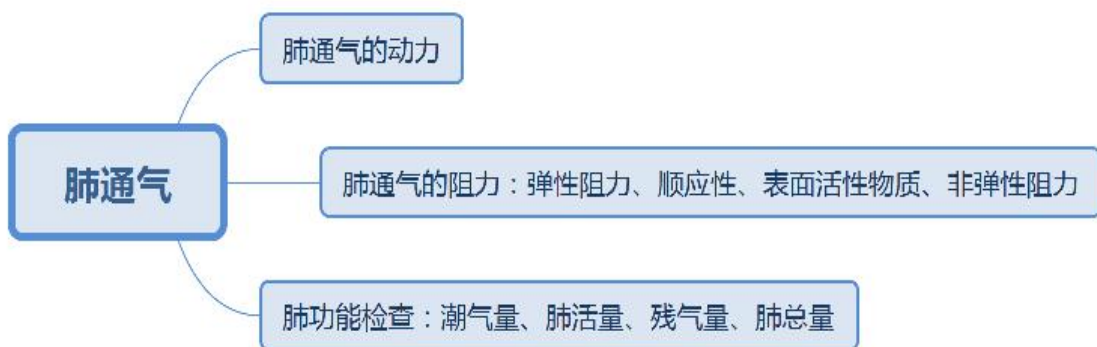 肺通气的动力
肺通气
肺通气的阻力：弹性阻力、顺应性、表面活性物质、非弹性阻力
肺功能检查：潮气量、肺活量、残气量、肺总量